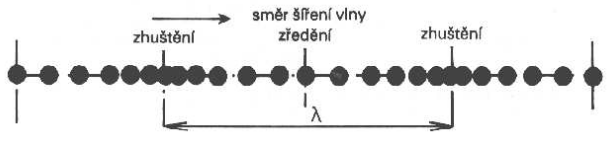 směr šíření vlny
zhuštění zředění zhuštění
λ